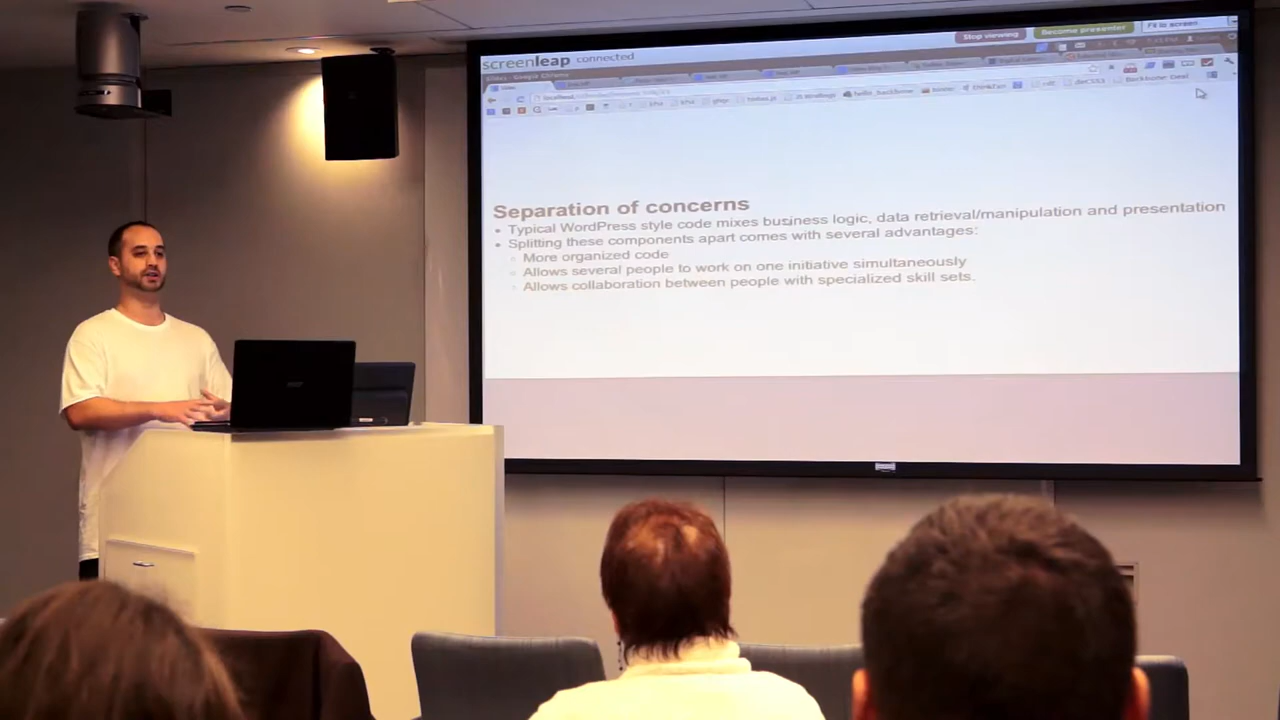 Stop viewing
Become presenter
Fit to screen
screenleap connected
Separation of concerns
• Typical WordPress style code mixes business logic, data retrieval/manipulation and presentation
• Splitting these components apart comes with several advantages:
○ More organized code
○ Allows several people to work on one initiative simultaneously
○ Allows collaboration between people with specialized skill sets.
acer